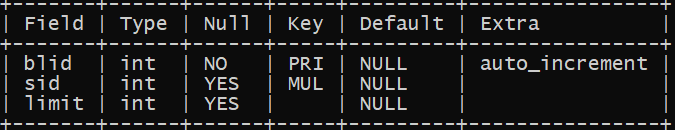 +-------+------+------+-----+---------+----------------+
| Field | Type | Null | Key | Default | Extra          |
+-------+------+------+-----+---------+----------------+
| blid  | int  | NO   | PRI | NULL    | auto_increment |
| sid   | int  | YES  | MUL | NULL    |                |
| limit | int  | YES  |     | NULL    |                |
+-------+------+------+-----+---------+----------------+